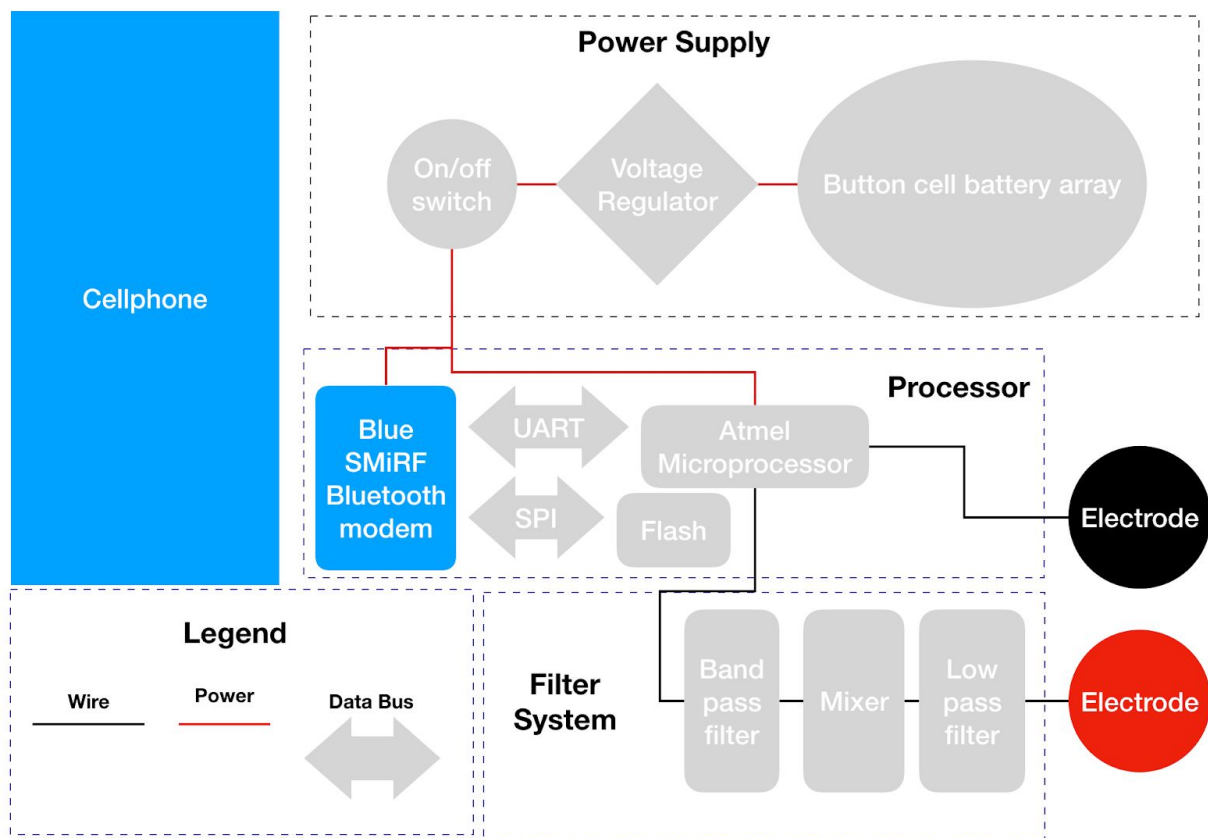 Power Supply
On/off
switch
Voltage
Regulator
Button cell battery array
Cellphone
Processor
Blue
SMiRF
Bluetooth
modem
UART
SPI
Atmel
Microprocessor
Flash
Electrode
Legend
Wire
Power
Data Bus
Filter
System
Band
pass
filter
Mixer
Low
pass
filter
Electrode